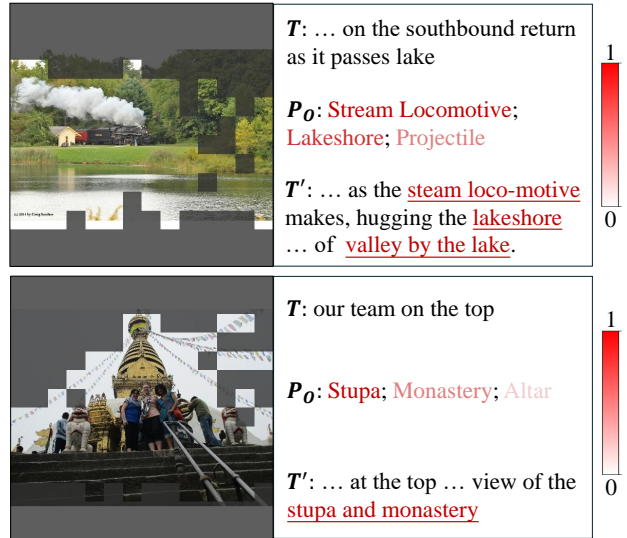 T: … on the southbound return
as it passes lake
P_O: Stream Locomotive;
Lakeshore; Projectile
T′: … as the steam loco-motive
makes, hugging the lakeshore
… of valley by the lake.
1
0
T: our team on the top
P_O: Stupa; Monastery; Altar
T′: … at the top … view of the
stupa and monastery
1
0